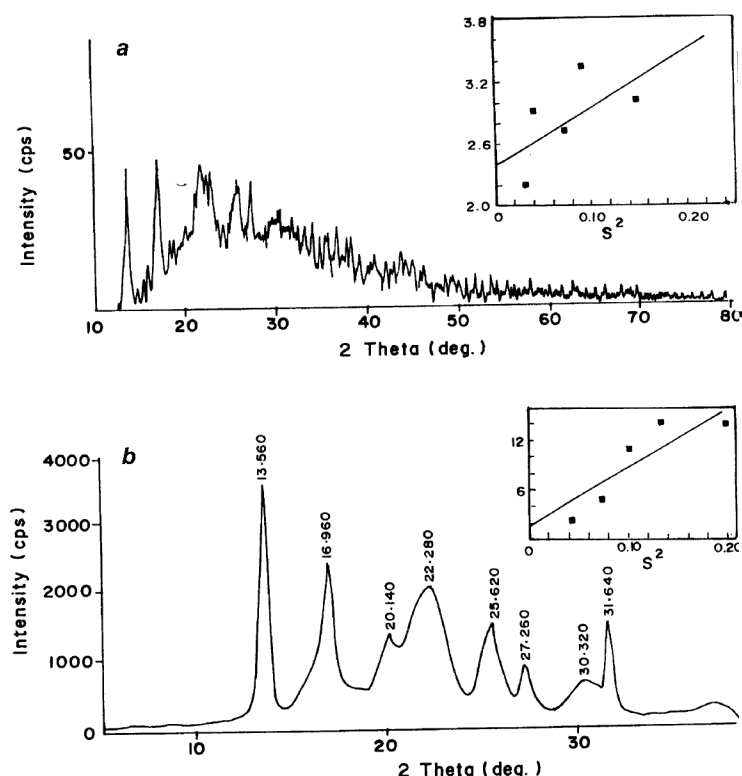 a
Intensity (cps)
50
10 20 30 40 50 60 70 80
2 Theta (deg.)
3.8
3.2
2.6
2.0
0 0.10 0.20
S²
b
Intensity (cps)
4000
3000
2000
1000
0
13·560
16·960
20·140
22·280
25·620
27·260
30·320
31·640
10 20 30
2 Theta (deg.)
12
6
0 0.10 0.20
S²